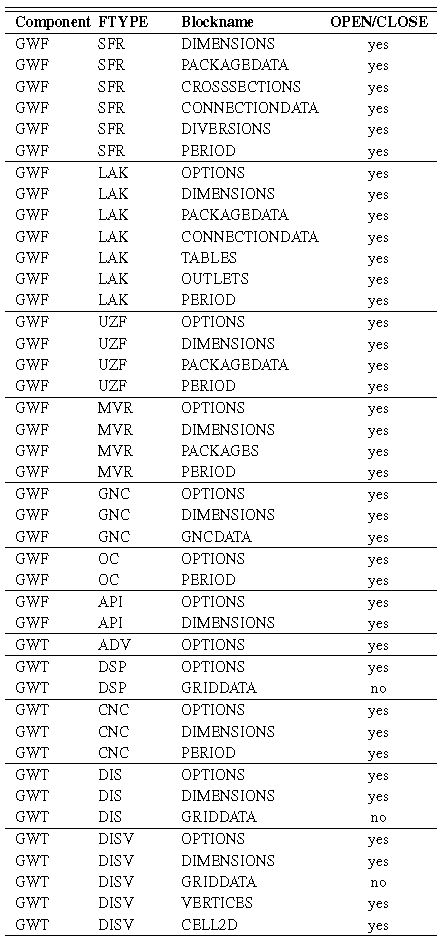 Component FTYPE Blockname OPEN/CLOSE
GWF SFR DIMENSIONS yes
GWF SFR PACKAGEDATA yes
GWF SFR CROSSSECTIONS yes
GWF SFR CONNECTIONDATA yes
GWF SFR DIVERSIONS yes
GWF SFR PERIOD yes
GWF LAK OPTIONS yes
GWF LAK DIMENSIONS yes
GWF LAK PACKAGEDATA yes
GWF LAK CONNECTIONDATA yes
GWF LAK TABLES yes
GWF LAK OUTLETS yes
GWF LAK PERIOD yes
GWF UZF OPTIONS yes
GWF UZF DIMENSIONS yes
GWF UZF PACKAGEDATA yes
GWF UZF PERIOD yes
GWF MVR OPTIONS yes
GWF MVR DIMENSIONS yes
GWF MVR PACKAGES yes
GWF MVR PERIOD yes
GWF GNC OPTIONS yes
GWF GNC DIMENSIONS yes
GWF GNC GNCDATA yes
GWF OC OPTIONS yes
GWF OC PERIOD yes
GWF API OPTIONS yes
GWF API DIMENSIONS yes
GWT ADV OPTIONS yes
GWT DSP OPTIONS yes
GWT DSP GRIDDATA no
GWT CNC OPTIONS yes
GWT CNC DIMENSIONS yes
GWT CNC PERIOD yes
GWT DIS OPTIONS yes
GWT DIS DIMENSIONS yes
GWT DIS GRIDDATA no
GWT DISV OPTIONS yes
GWT DISV DIMENSIONS yes
GWT DISV GRIDDATA no
GWT DISV VERTICES yes
GWT DISV CELL2D yes